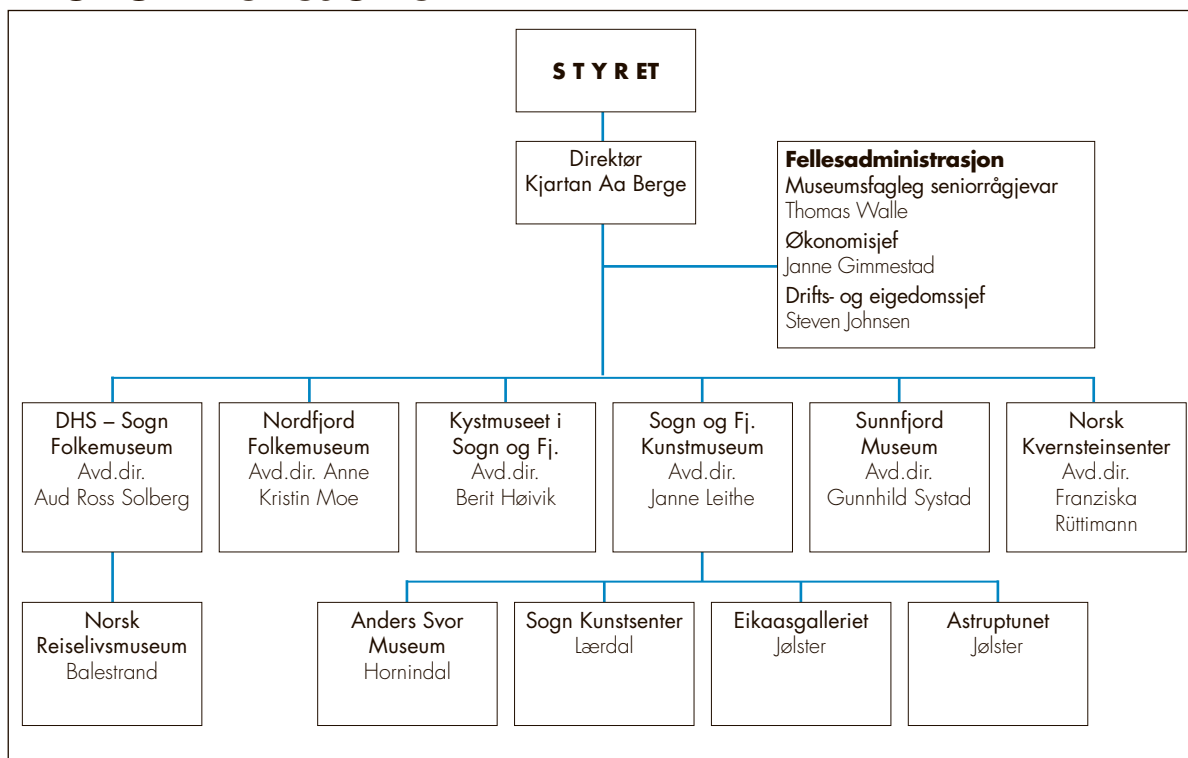 S T Y R ET
Direktør
Kjartan Aa Berge
Fellesadministrasjon
Museumsfagleg seniorrågjevar
Thomas Walle
Økonomisjef
Janne Gimmestad
Drifts- og eigedomssjef
Steven Johnsen
DHS – Sogn
Folkemuseum
Avd.dir.
Aud Ross Solberg
Nordfjord
Folkemuseum
Avd.dir. Anne
Kristin Moe
Kystmuseet i
Sogn og Fj.
Avd.dir.
Berit Høivik
Sogn og Fj.
Kunstmuseum
Avd.dir.
Janne Leithe
Sunnfjord
Museum
Avd.dir.
Gunnhild Systad
Norsk
Kvernsteinsenter
Avd.dir.
Franziska
Rüttimann
Norsk
Reiselivsmuseum
Balestrand
Anders Svor
Museum
Hornindal
Sogn Kunstsenter
Lærdal
Eikaasgalleriet
Jølster
Astruptunet
Jølster